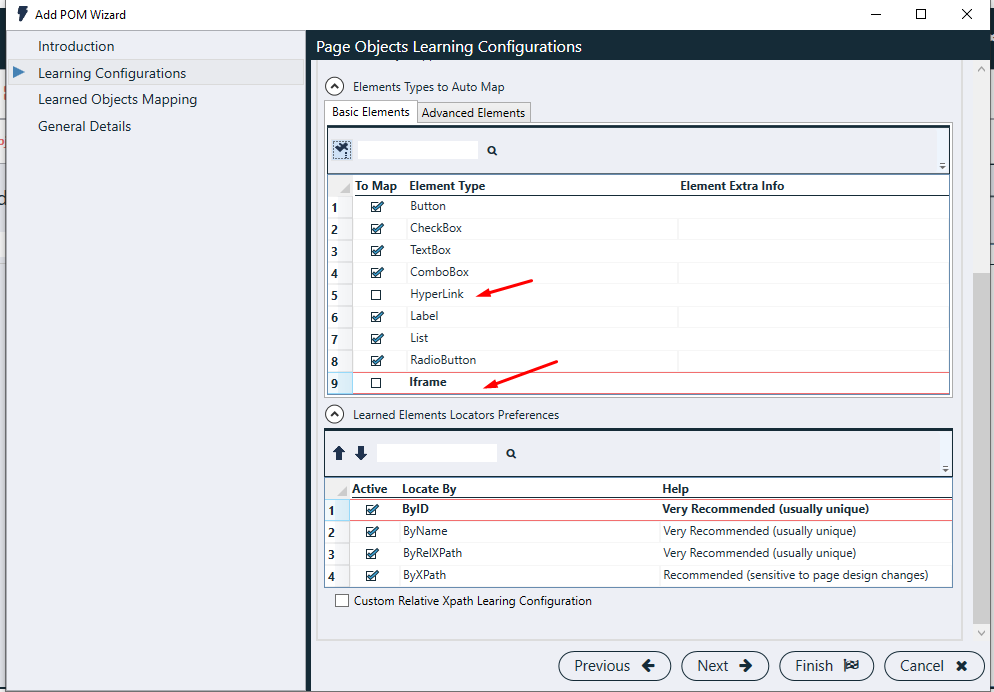 Add POM Wizard
Introduction
Learning Configurations
Learned Objects Mapping
General Details
Page Objects Learning Configurations
Elements Types to Auto Map
Basic Elements Advanced Elements
To Map Element Type Element Extra Info
1 Button
2 CheckBox
3 TextBox
4 ComboBox
5 HyperLink
6 Label
7 List
8 RadioButton
9 Iframe
Learned Elements Locators Preferences
Active Locate By Help
1 ByID Very Recommended (usually unique)
2 ByName Very Recommended (usually unique)
3 ByRelXPath Very Recommended (usually unique)
4 ByXPath Recommended (sensitive to page design changes)
Custom Relative Xpath Learing Configuration
Previous Next Finish Cancel